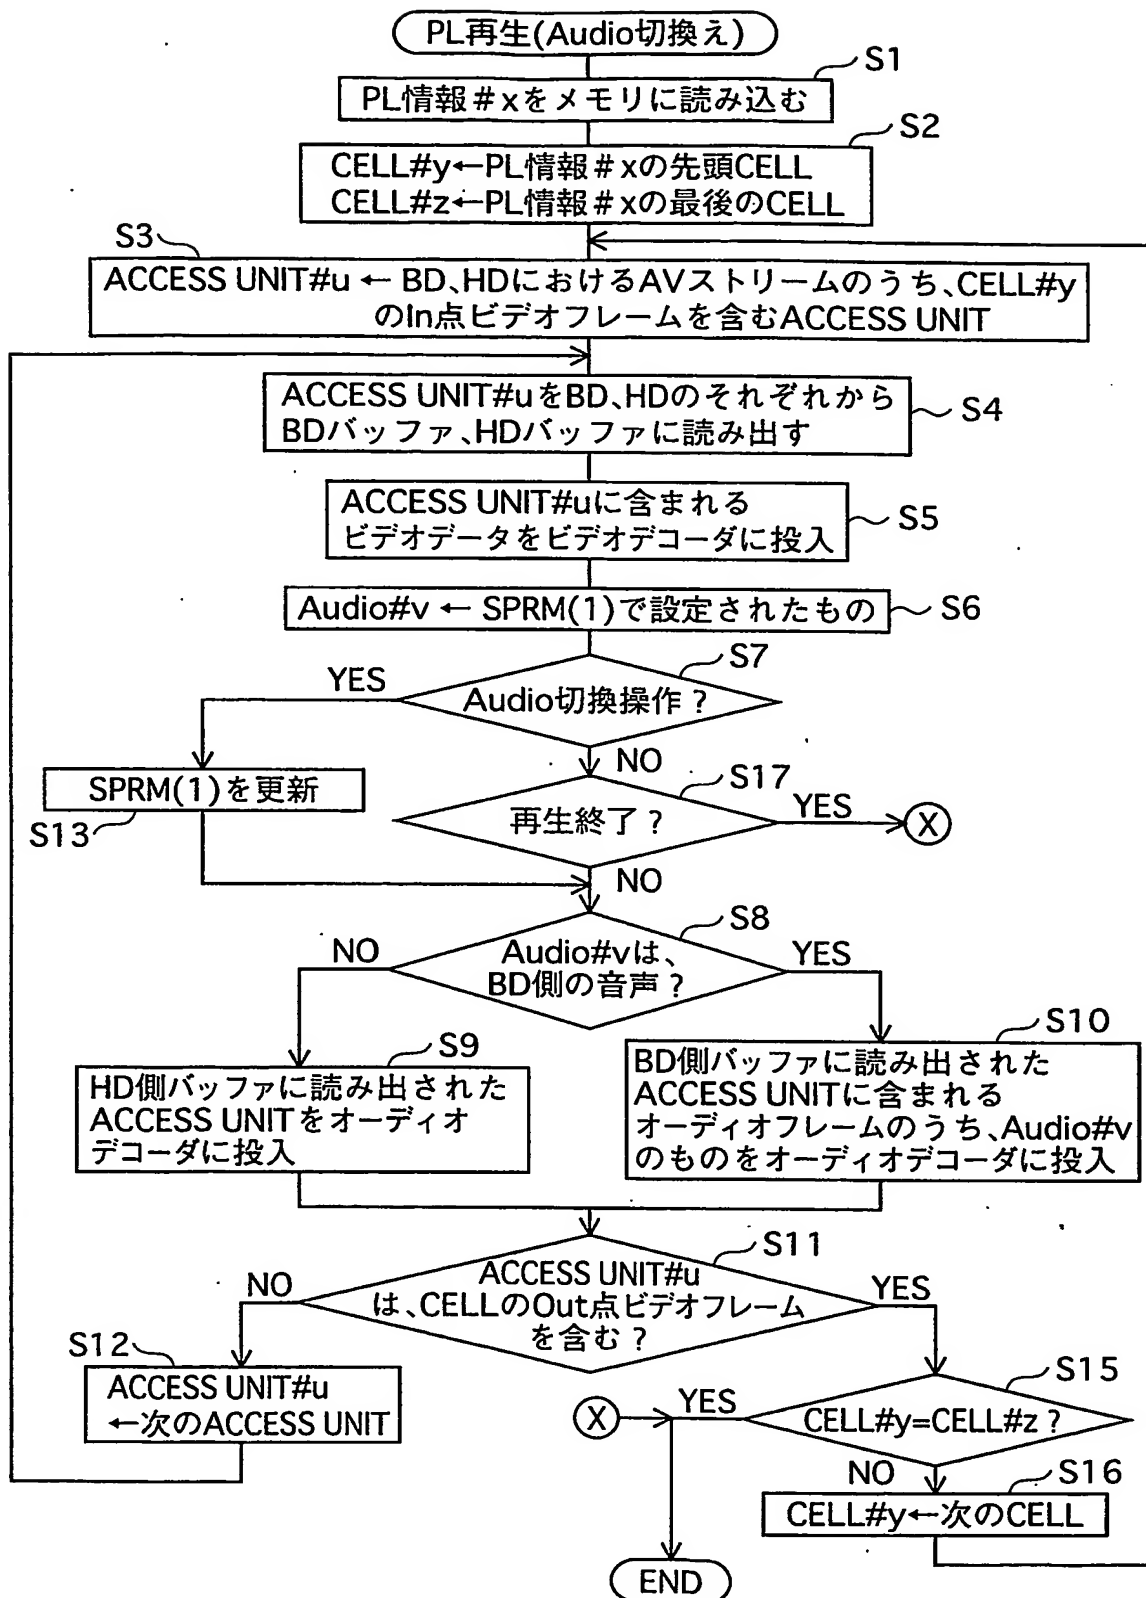 PL再生(Audio切換え)
S1
PL情報#xをメモリに読み込む
S2
CELL#y←PL情報#xの先頭CELL
CELL#z←PL情報#xの最後のCELL
S3
ACCESS UNIT#u ← BD、HDにおけるAVストリームのうち、CELL#y
のIn点ビデオフレームを含むACCESS UNIT
ACCESS UNIT#uをBD、HDのそれぞれから
BDバッファ、HDバッファに読み出す
S4
ACCESS UNIT#uに含まれる
ビデオデータをビデオデコーダに投入
S5
Audio#v ← SPRM(1)で設定されたもの
S6
S7
YES
Audio切換操作?
NO
SPRM(1)を更新
S13
S17
再生終了?
YES
X
NO
S8
NO
Audio#vは、
BD側の音声?
YES
S9
HD側バッファに読み出された
ACCESS UNITをオーディオ
デコーダに投入
S10
BD側バッファに読み出された
ACCESS UNITに含まれる
オーディオフレームのうち、Audio#v
のものをオーディオデコーダに投入
S11
NO
ACCESS UNIT#u
は、CELLのOut点ビデオフレーム
を含む?
YES
S12
ACCESS UNIT#u
←次のACCESS UNIT
S15
X
YES
CELL#y=CELL#z?
NO
S16
CELL#y←次のCELL
END